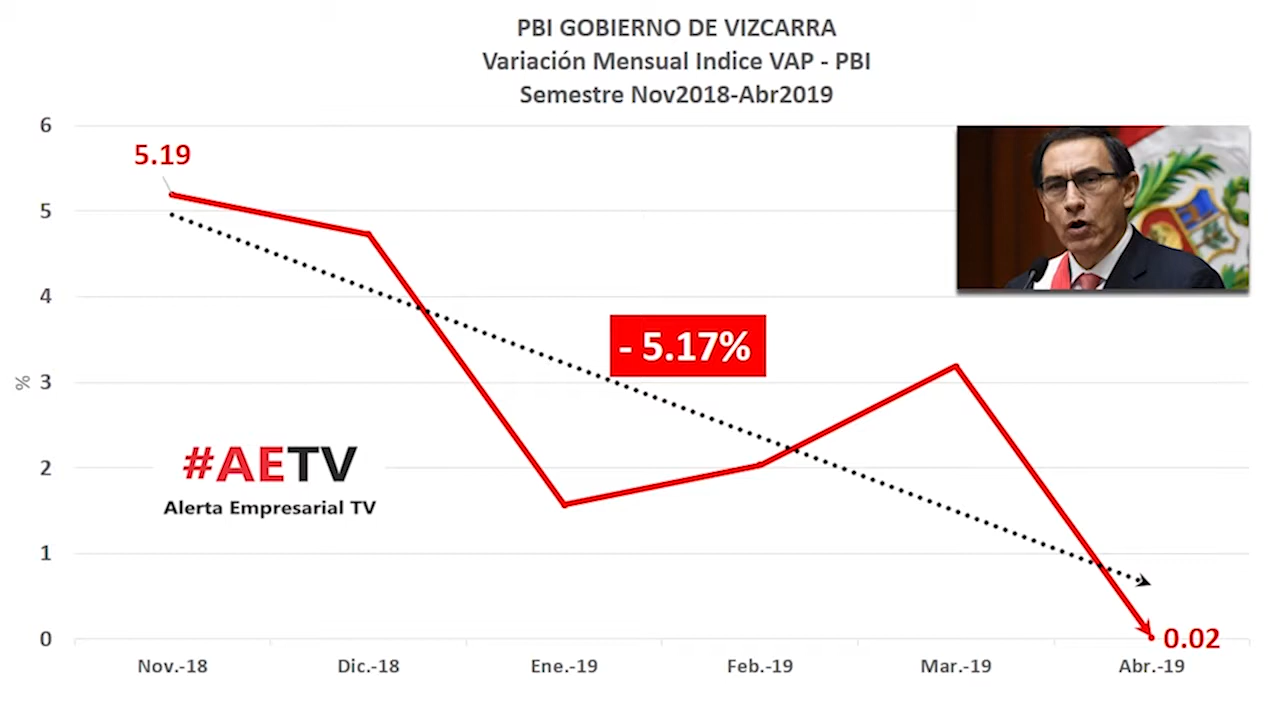 PBI GOBIERNO DE VIZCARRA
Variación Mensual Indice VAP - PBI
Semestre Nov2018-Abr2019
6
5.19
5
4
- 5.17%
3
%
2
#AETV
Alerta Empresarial TV
1
0
0.02
Nov.-18 Dic.-18 Ene.-19 Feb.-19 Mar.-19 Abr.-19